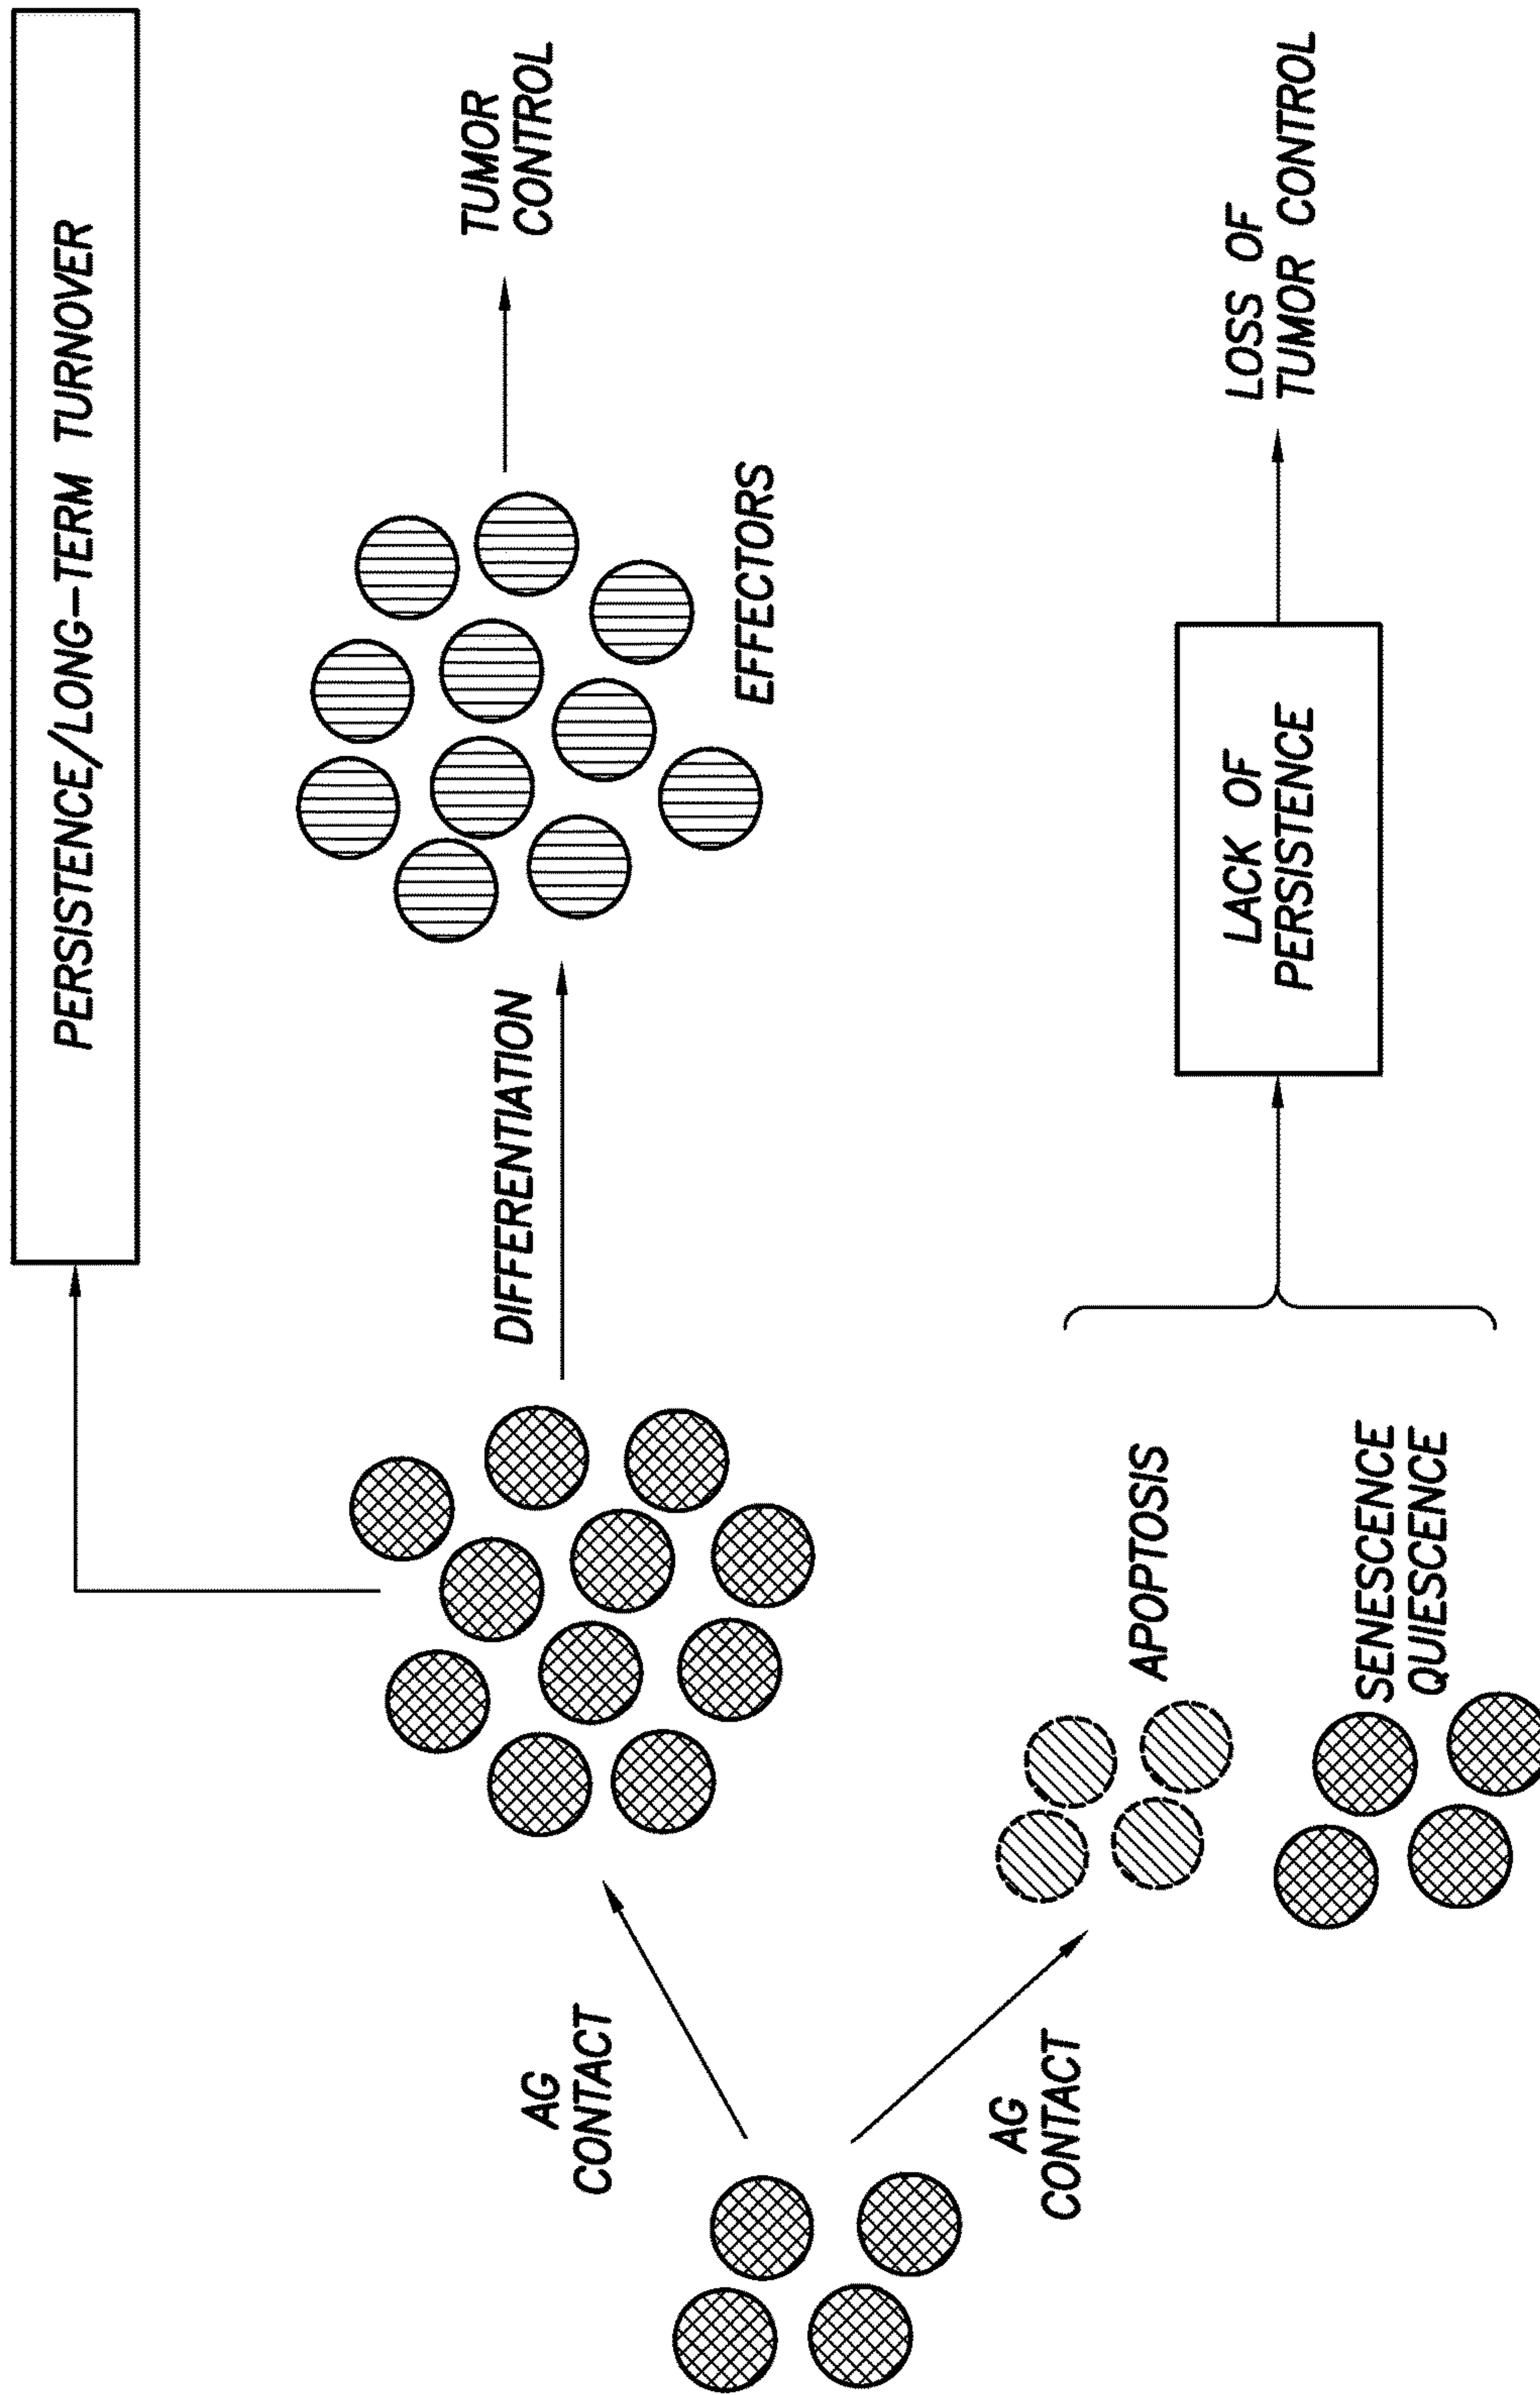 PERSISTENCE/LONG-TERM TURNOVER
AG
CONTACT
DIFFERENTIATION
EFFECTORS
TUMOR
CONTROL
AG
CONTACT
APOPTOSIS
SENESCENCE
QUIESCENCE
LACK OF
PERSISTENCE
LOSS OF
TUMOR CONTROL